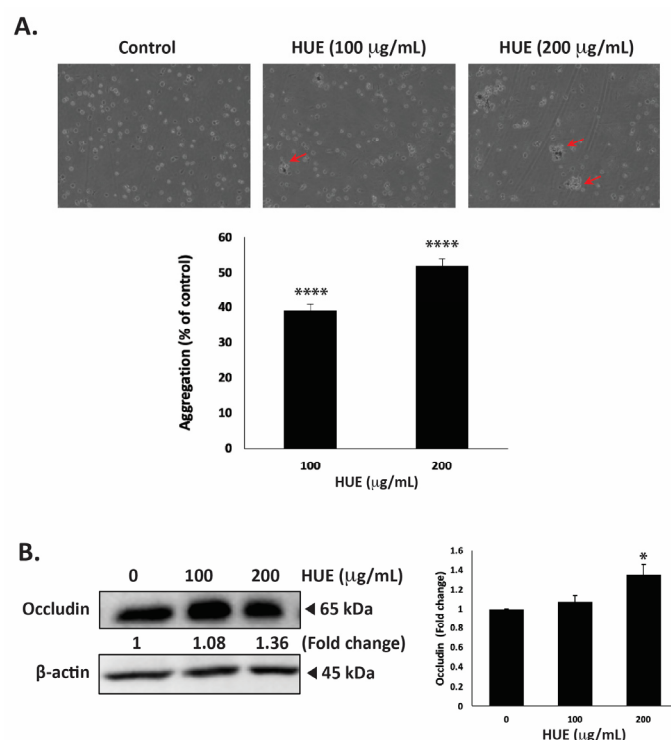 A.
Control
HUE (100 μg/mL)
HUE (200 μg/mL)
Aggregation (% of control)
60
50
40
30
20
10
0
****
****
100
200
HUE (μg/mL)
B.
0 100 200 HUE (μg/mL)
Occludin
65 kDa
1 1.08 1.36 (Fold change)
β-actin
45 kDa
Occludin (Fold change)
1.6
1.4
1.2
1
0.8
0.6
0.4
0.2
0
*
0 100 200
HUE (μg/mL)